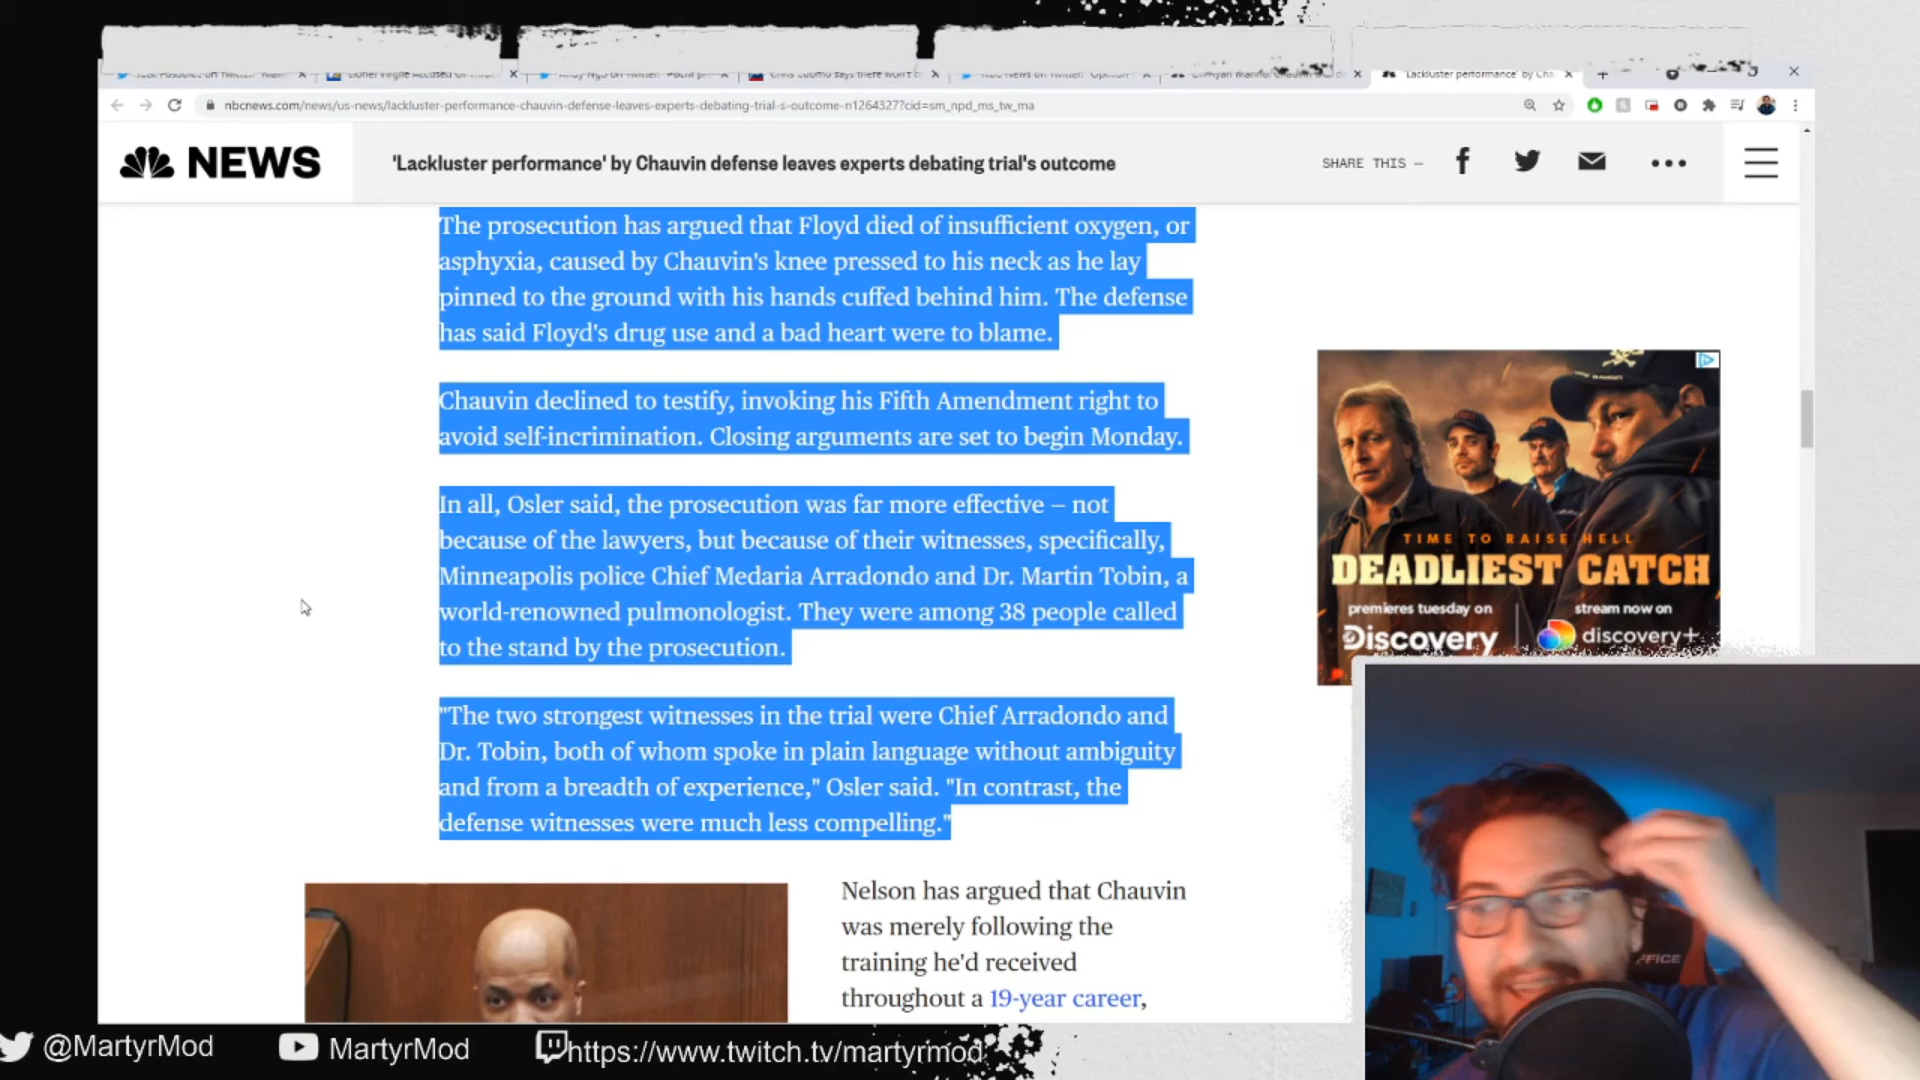 "Lackluster performance" by Cha
nbcnews.com/news/us-news/lackluster-performance-chauvin-defense-leaves-experts-debating-trial-s-outcome-n1264327?cid=sm_npd_ms_tw_ma
NEWS
'Lackluster performance' by Chauvin defense leaves experts debating trial's outcome
SHARE THIS —
The prosecution has argued that Floyd died of insufficient oxygen, or
asphyxia, caused by Chauvin's knee pressed to his neck as he lay
pinned to the ground with his hands cuffed behind him. The defense
has said Floyd's drug use and a bad heart were to blame.
Chauvin declined to testify, invoking his Fifth Amendment right to
avoid self-incrimination. Closing arguments are set to begin Monday.
In all, Osler said, the prosecution was far more effective — not
because of the lawyers, but because of their witnesses, specifically,
Minneapolis police Chief Medaria Arradondo and Dr. Martin Tobin, a
world-renowned pulmonologist. They were among 38 people called
to the stand by the prosecution.
"The two strongest witnesses in the trial were Chief Arradondo and
Dr. Tobin, both of whom spoke in plain language without ambiguity
and from a breadth of experience," Osler said. "In contrast, the
defense witnesses were much less compelling."
Nelson has argued that Chauvin
was merely following the
training he'd received
throughout a 19-year career,
TIME TO RAISE HELL
DEADLIEST CATCH
premieres tuesday on
Discovery
stream now on
discovery+
FFICE
@MartyrMod
MartyrMod
https://www.twitch.tv/martyrmod